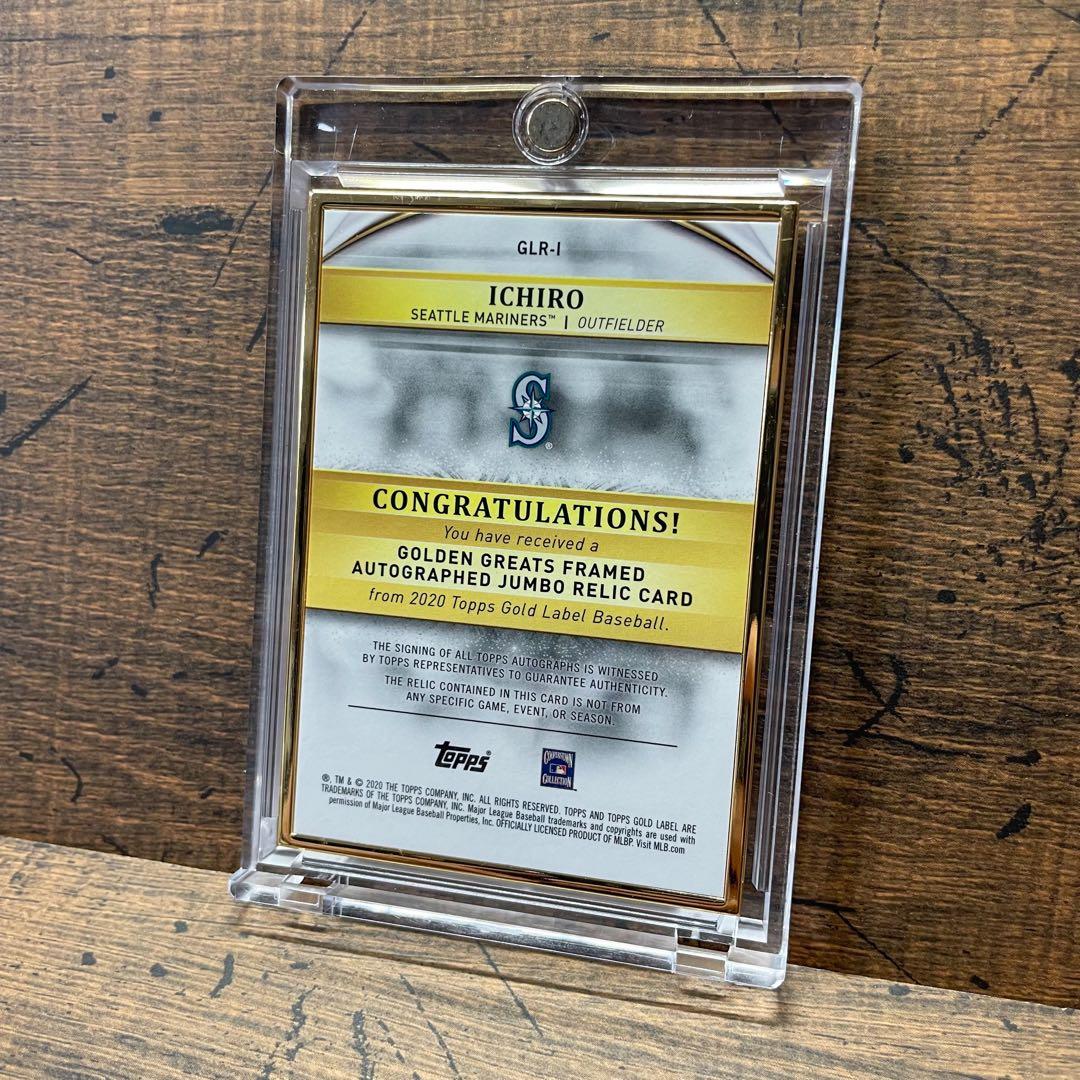 GLR-I
ICHIRO
SEATTLE MARINERS™ | OUTFIELDER
S®
CONGRATULATIONS!
You have received a
GOLDEN GREATS FRAMED
AUTOGRAPHED JUMBO RELIC CARD
from 2020 Topps Gold Label Baseball.
THE SIGNING OF ALL TOPPS AUTOGRAPHS IS WITNESSED
BY TOPPS REPRESENTATIVES TO GUARANTEE AUTHENTICITY.
THE RELIC CONTAINED IN THIS CARD IS NOT FROM
ANY SPECIFIC GAME, EVENT, OR SEASON.
topps®
COOPERSTOWN
COLLECTION
®, TM & © 2020 THE TOPPS COMPANY, INC. ALL RIGHTS RESERVED. TOPPS AND TOPPS GOLD LABEL ARE
TRADEMARKS OF THE TOPPS COMPANY, INC. Major League Baseball trademarks and copyrights are used with
permission of Major League Baseball Properties, Inc. OFFICIALLY LICENSED PRODUCT OF MLBP. Visit MLB.com